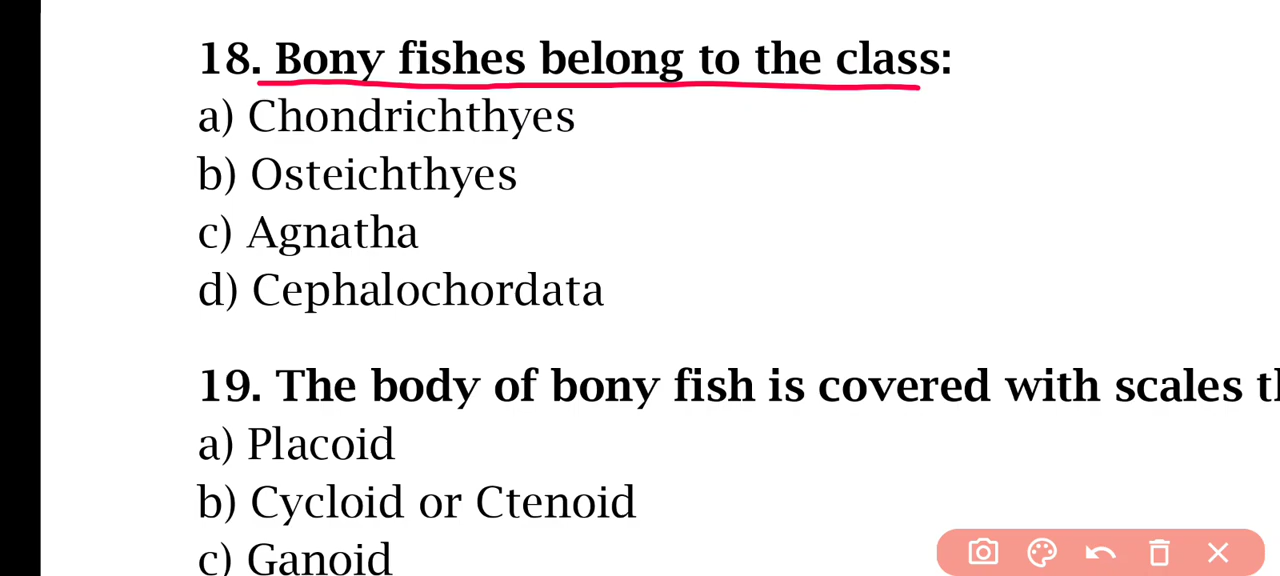 18. Bony fishes belong to the class:
a) Chondrichthyes
b) Osteichthyes
c) Agnatha
d) Cephalochordata
19. The body of bony fish is covered with scales
a) Placoid
b) Cycloid or Ctenoid
c) Ganoid